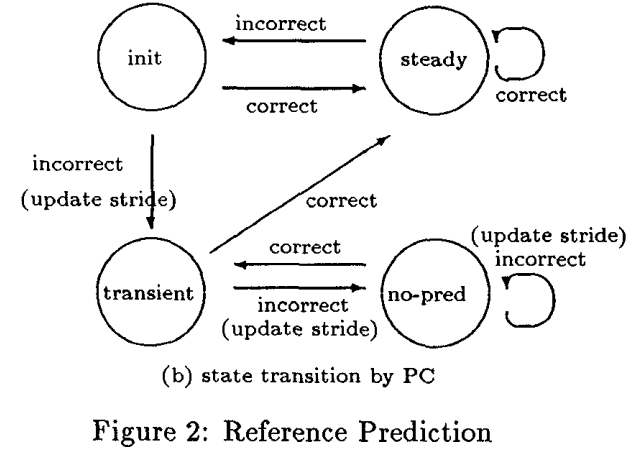 incorrect
init
steady
correct
correct
incorrect
(update stride)
correct
(update stride)
incorrect
correct
transient
no-pred
incorrect
(update stride)
(b) state transition by PC
Figure 2: Reference Prediction